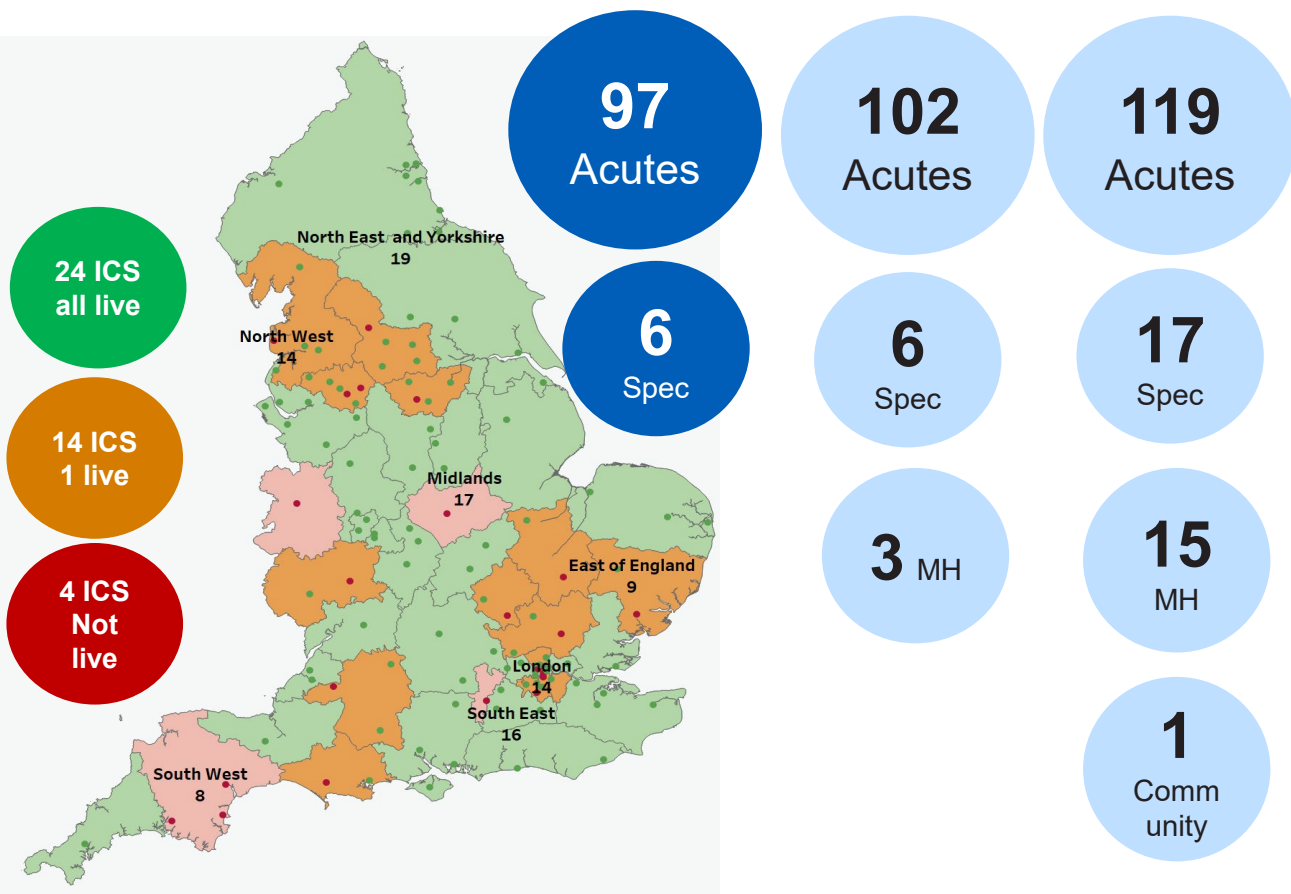 97
Acutes
102
Acutes
119
Acutes
24 ICS
all live
North East and Yorkshire
19
6
Spec
6
Spec
17
Spec
North West
14
14 ICS
1 live
Midlands
17
3 MH
15
MH
East of England
9
4 ICS
Not
live
London
14
South East
16
South West
8
1
Comm
unity